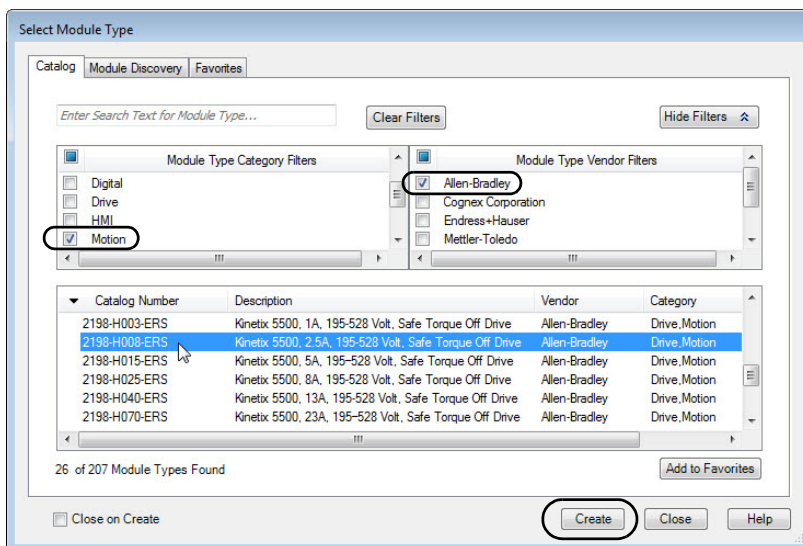 Select Module Type
Catalog Module Discovery Favorites
Enter Search Text for Module Type... Clear Filters Hide Filters
Module Type Category Filters Module Type Vendor Filters
Digital Allen-Bradley
Drive Cognex Corporation
HMI Endress+Hauser
Motion Mettler-Toledo
Catalog Number Description Vendor Category
2198-H003-ERS Kinetix 5500, 1A, 195-528 Volt, Safe Torque Off Drive Allen-Bradley Drive,Motion
2198-H008-ERS Kinetix 5500, 2.5A, 195-528 Volt, Safe Torque Off Drive Allen-Bradley Drive,Motion
2198-H015-ERS Kinetix 5500, 5A, 195-528 Volt, Safe Torque Off Drive Allen-Bradley Drive,Motion
2198-H025-ERS Kinetix 5500, 8A, 195-528 Volt, Safe Torque Off Drive Allen-Bradley Drive,Motion
2198-H040-ERS Kinetix 5500, 13A, 195-528 Volt, Safe Torque Off Drive Allen-Bradley Drive,Motion
2198-H070-ERS Kinetix 5500, 23A, 195-528 Volt, Safe Torque Off Drive Allen-Bradley Drive,Motion
26 of 207 Module Types Found Add to Favorites
Close on Create Create Close Help